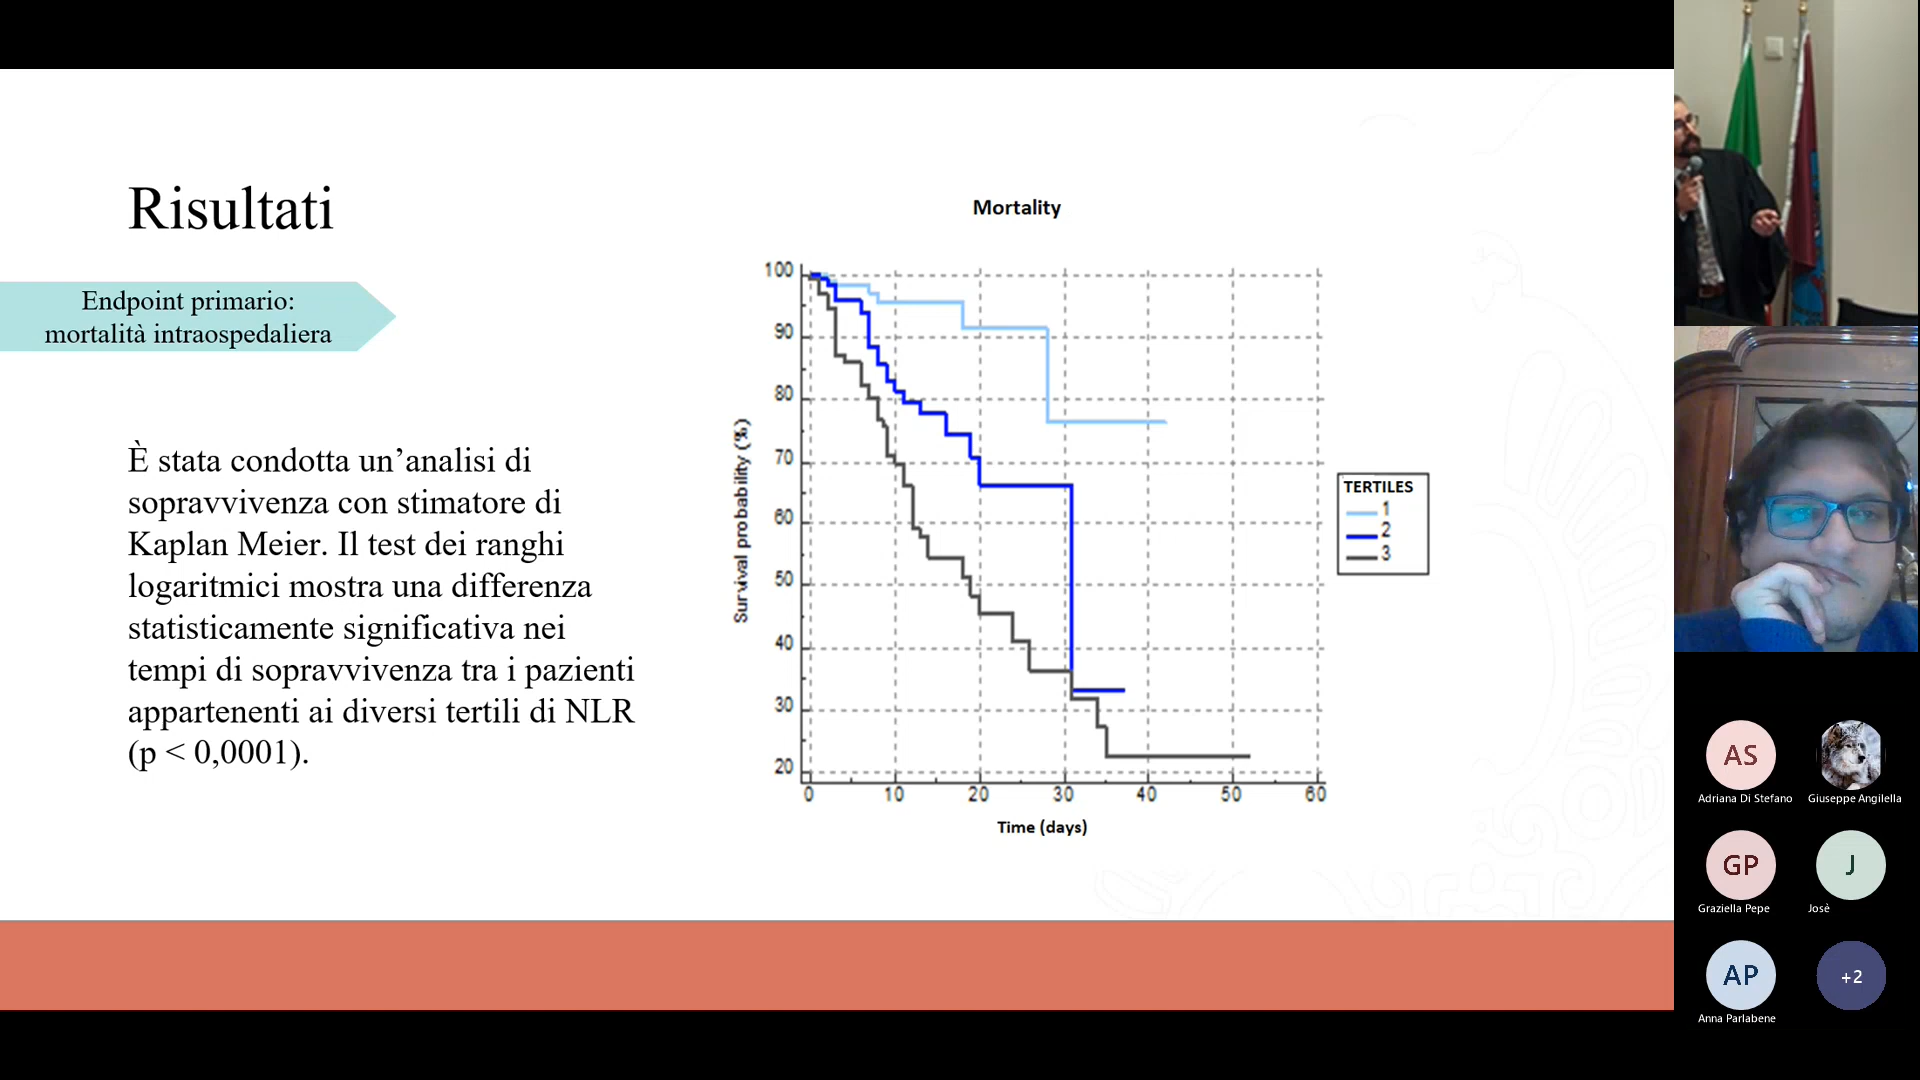 Risultati
Endpoint primario:
mortalità intraospedaliera
È stata condotta un’analisi di
sopravvivenza con stimatore di
Kaplan Meier. Il test dei ranghi
logaritmici mostra una differenza
statisticamente significativa nei
tempi di sopravvivenza tra i pazienti
appartenenti ai diversi tertili di NLR
(p < 0,0001).
Mortality
Survival probability (%)
100
90
80
70
60
50
40
30
20
0 10 20 30 40 50 60
Time (days)
TERTILES
1
2
3
AS
Adriana Di Stefano
Giuseppe Angilella
GP
Graziella Pepe
J
Josè
AP
Anna Parlabene
+2